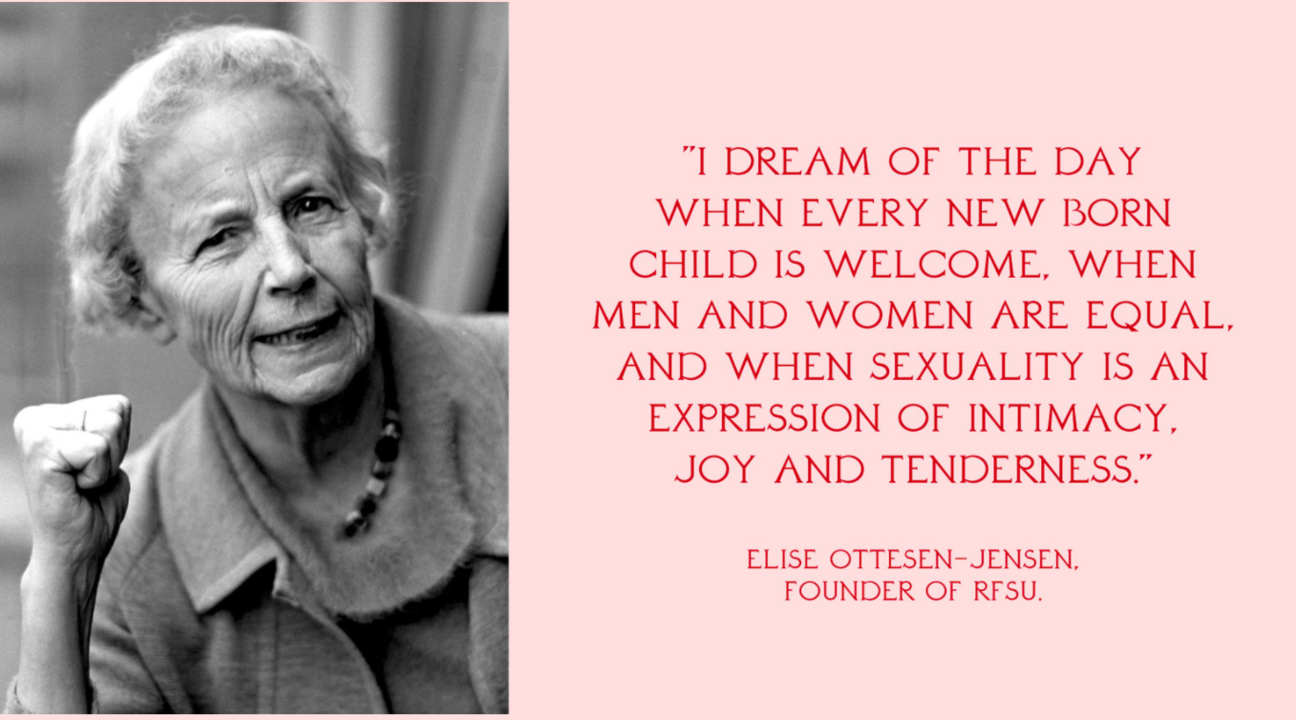 "I DREAM OF THE DAY
WHEN EVERY NEW BORN
CHILD IS WELCOME, WHEN
MEN AND WOMEN ARE EQUAL,
AND WHEN SEXUALITY IS AN
EXPRESSION OF INTIMACY,
JOY AND TENDERNESS."
ELISE OTTESEN-JENSEN,
FOUNDER OF RFSU.